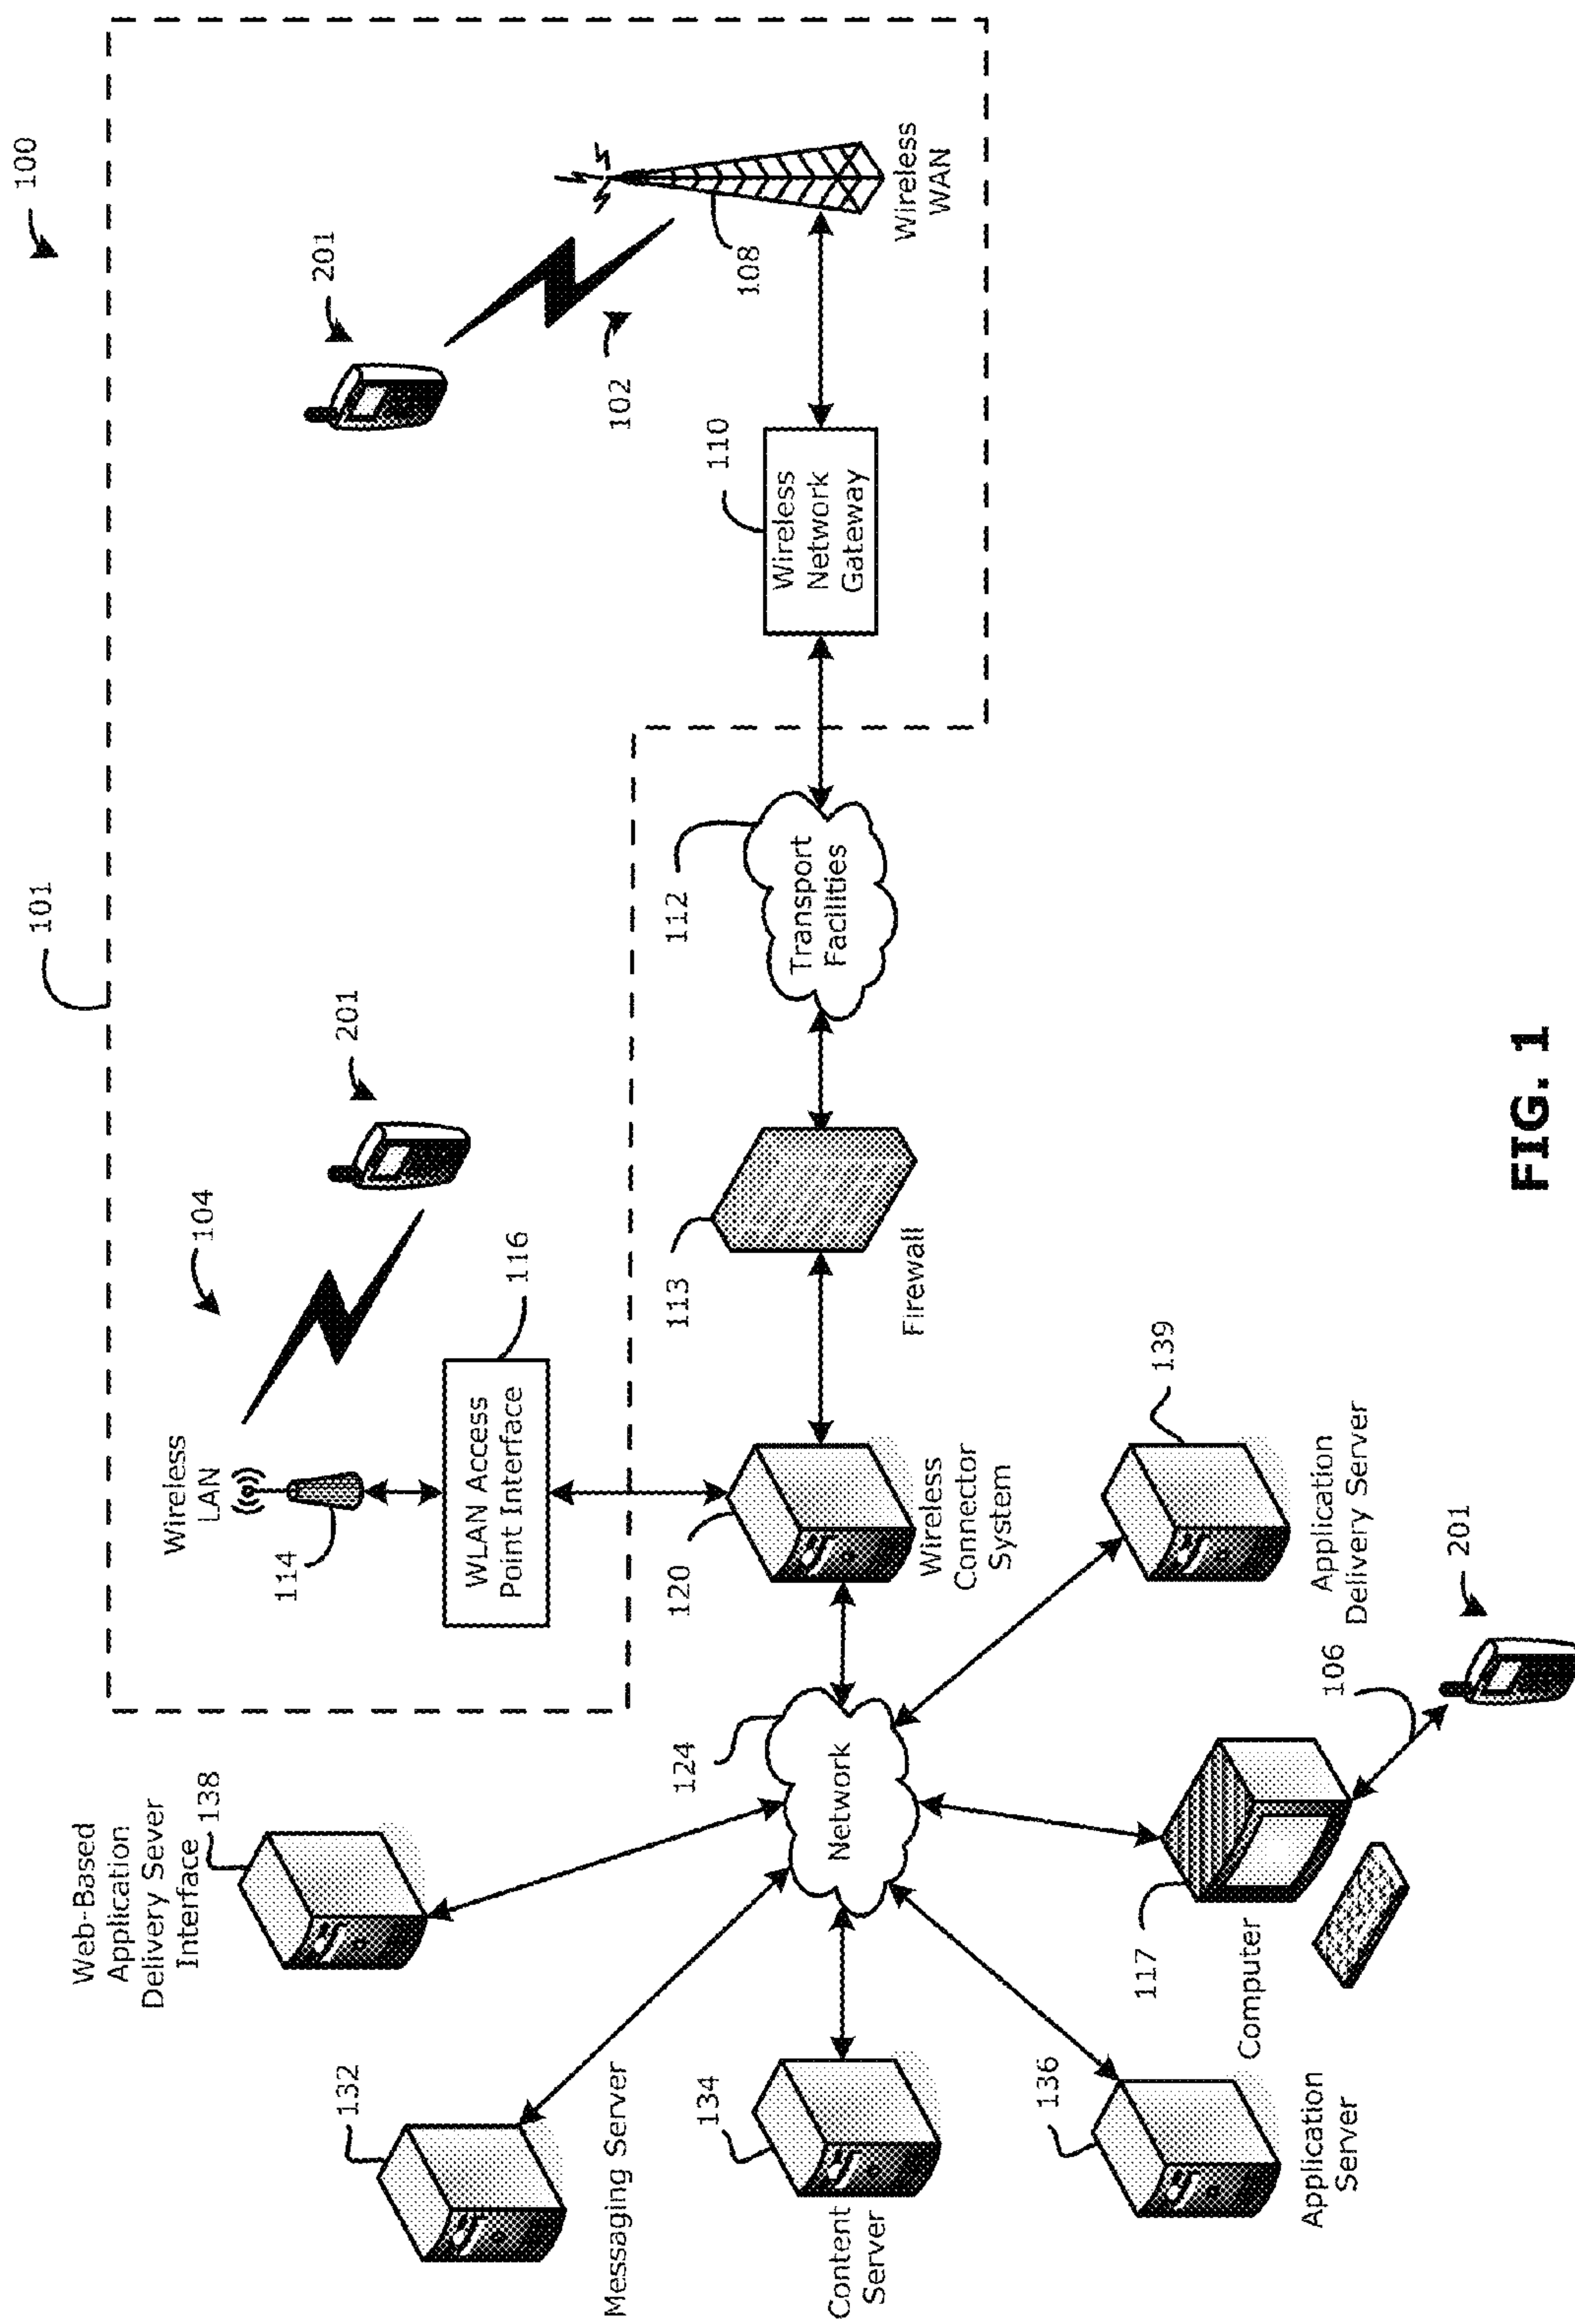 100
101
201
102
108
Wireless
WAN
110
Wireless
Network
Gateway
112
Transport
Facilities
201
104
Wireless
LAN
114
116
WLAN Access
Point Interface
113
Firewall
120
Wireless
Connector
System
139
Application
Delivery Server
201
106
124
Network
Web-Based
Application
Delivery Sever
Interface
138
132
Messaging Server
134
Content
Server
136
Application
Server
117
Computer
FIG. 1